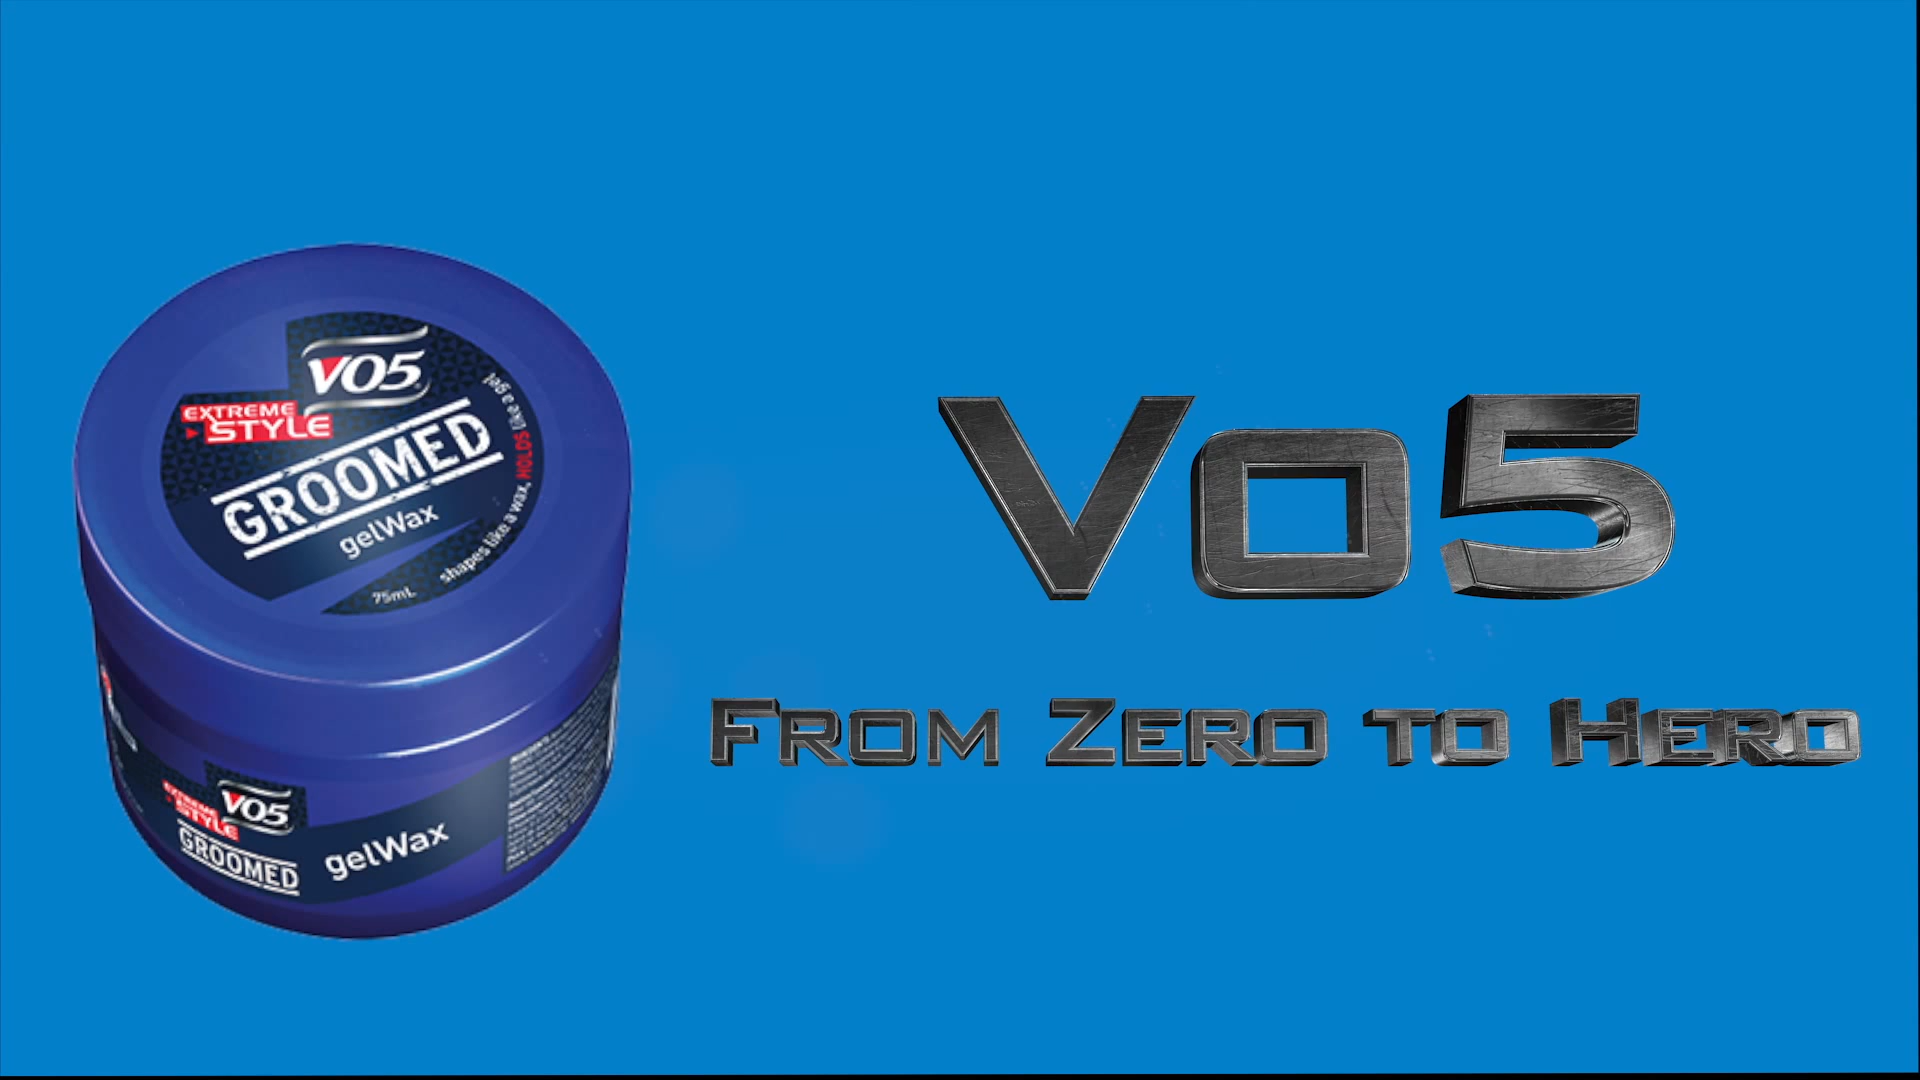 VO5
EXTREME
STYLE
GROOMED
gelWax
shapes like a wax, HOLDS like a gel
75mL
VO5
EXTREME
STYLE
GROOMED
gelWax
Vo5
From Zero to Hero